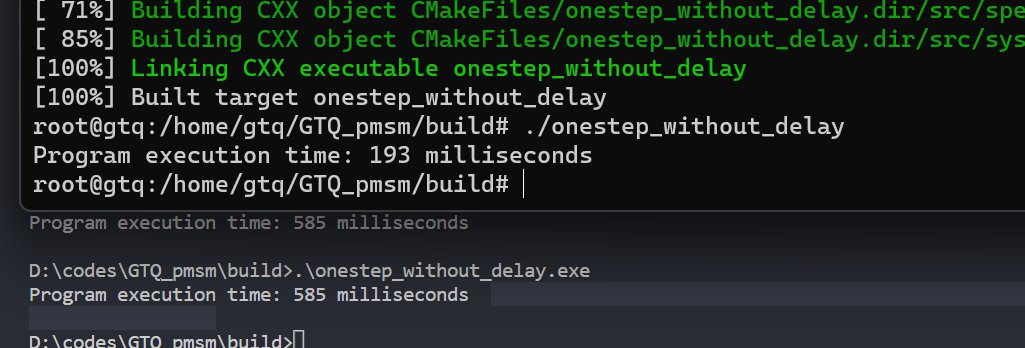 [ 71%] Building CXX object CMakeFiles/onestep_without_delay.dir/src/spe
[ 85%] Building CXX object CMakeFiles/onestep_without_delay.dir/src/sys
[100%] Linking CXX executable onestep_without_delay
[100%] Built target onestep_without_delay
root@gtq:/home/gtq/GTQ_pmsm/build# ./onestep_without_delay
Program execution time: 193 milliseconds
root@gtq:/home/gtq/GTQ_pmsm/build#
Program execution time: 585 milliseconds
D:\codes\GTQ_pmsm\build>.\onestep_without_delay.exe
Program execution time: 585 milliseconds
D:\codes\GTQ_pmsm\build>